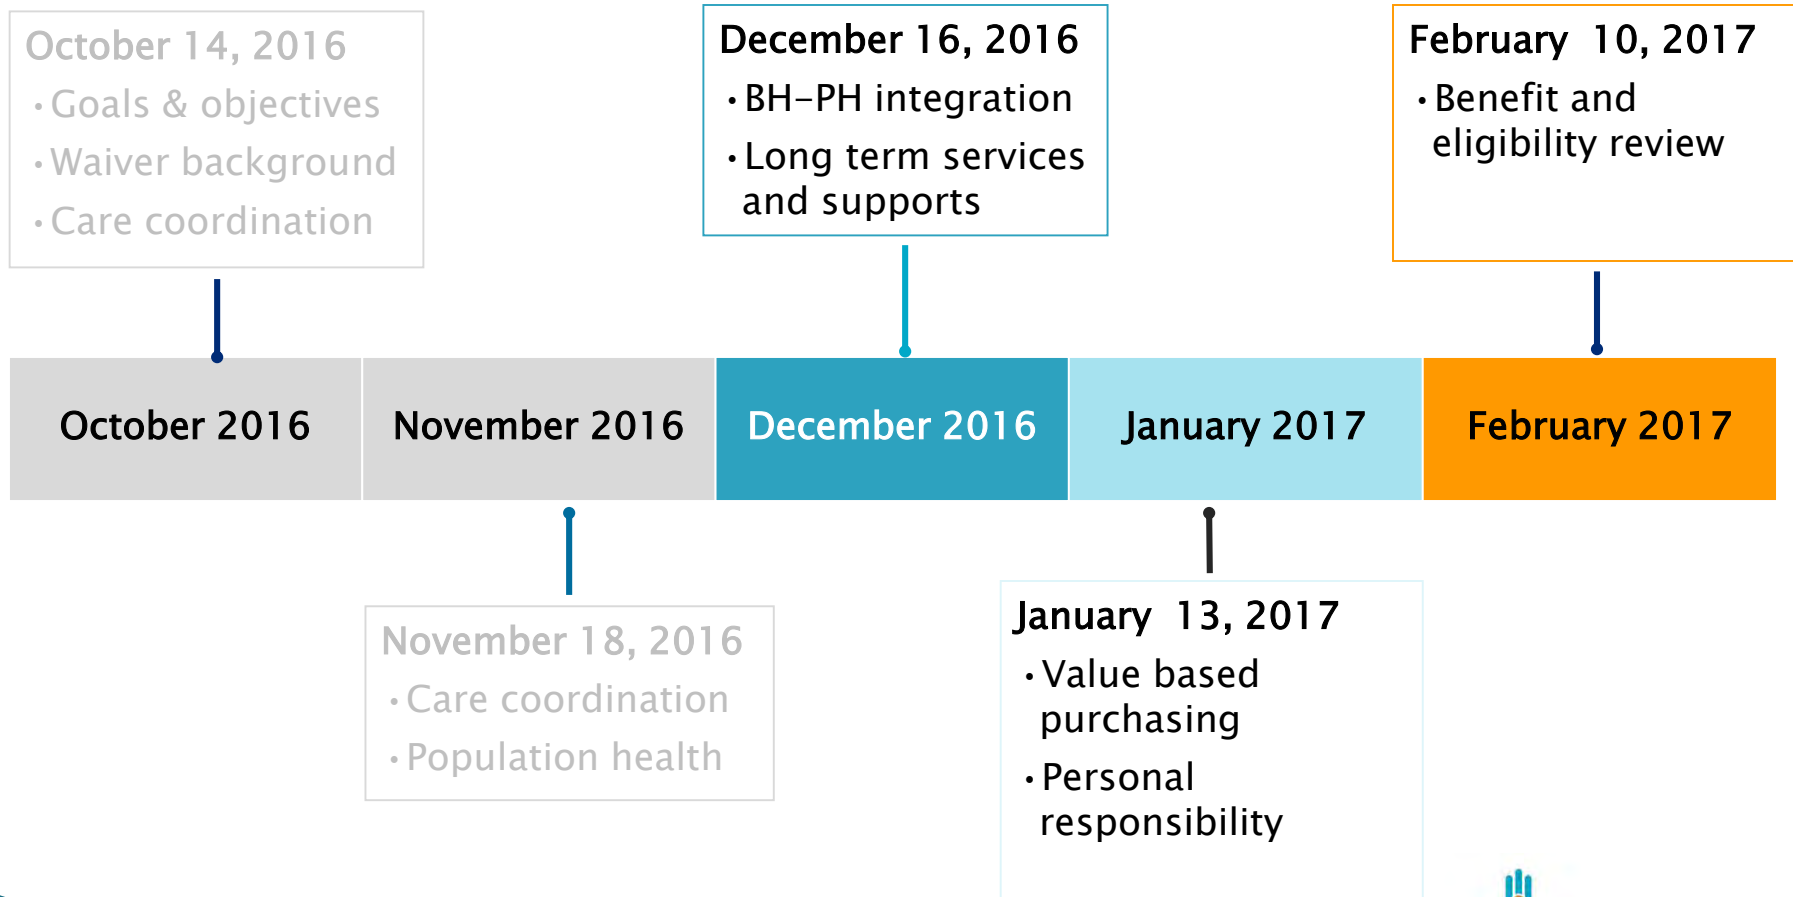 October 14, 2016
• Goals & objectives
• Waiver background
• Care coordination
December 16, 2016
• BH-PH integration
• Long term services
and supports
February 10, 2017
• Benefit and
eligibility review
October 2016
November 2016
December 2016
January 2017
February 2017
November 18, 2016
• Care coordination
• Population health
January 13, 2017
• Value based
purchasing
• Personal
responsibility